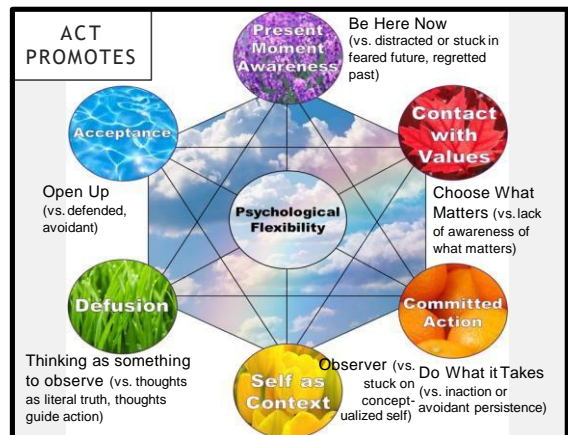 ACT
PROMOTES
Present
Moment
Awareness
Be Here Now
(vs. distracted or stuck in
feared future, regretted
past)
Acceptance
Open Up
(vs. defended,
avoidant)
Contact
with
Values
Choose What
Matters (vs. lack
of awareness of
what matters)
Psychological
Flexibility
Defusion
Thinking as something
to observe (vs. thoughts
as literal truth, thoughts
guide action)
Self as
Context
Observer (vs.
stuck on
concept-
ualized self)
Committed
Action
Do What it Takes
(vs. inaction or
avoidant persistence)